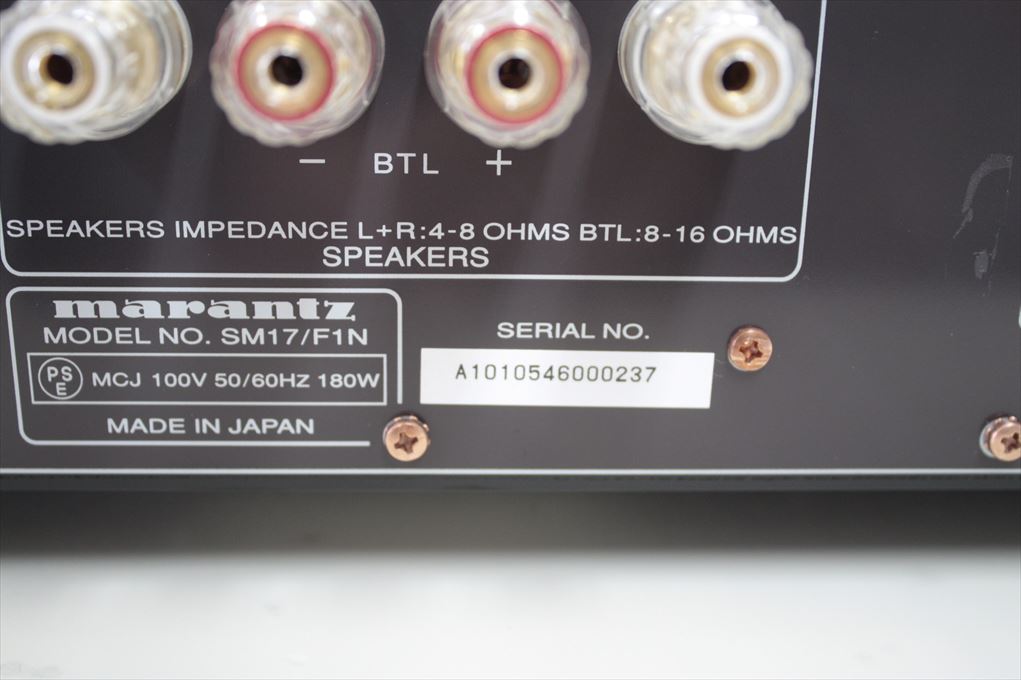 − BTL +
SPEAKERS IMPEDANCE L+R:4-8 OHMS BTL:8-16 OHMS
SPEAKERS
marantz
MODEL NO. SM17/F1N
PS
E
MCJ 100V 50/60HZ 180W
MADE IN JAPAN
SERIAL NO.
A1010546000237